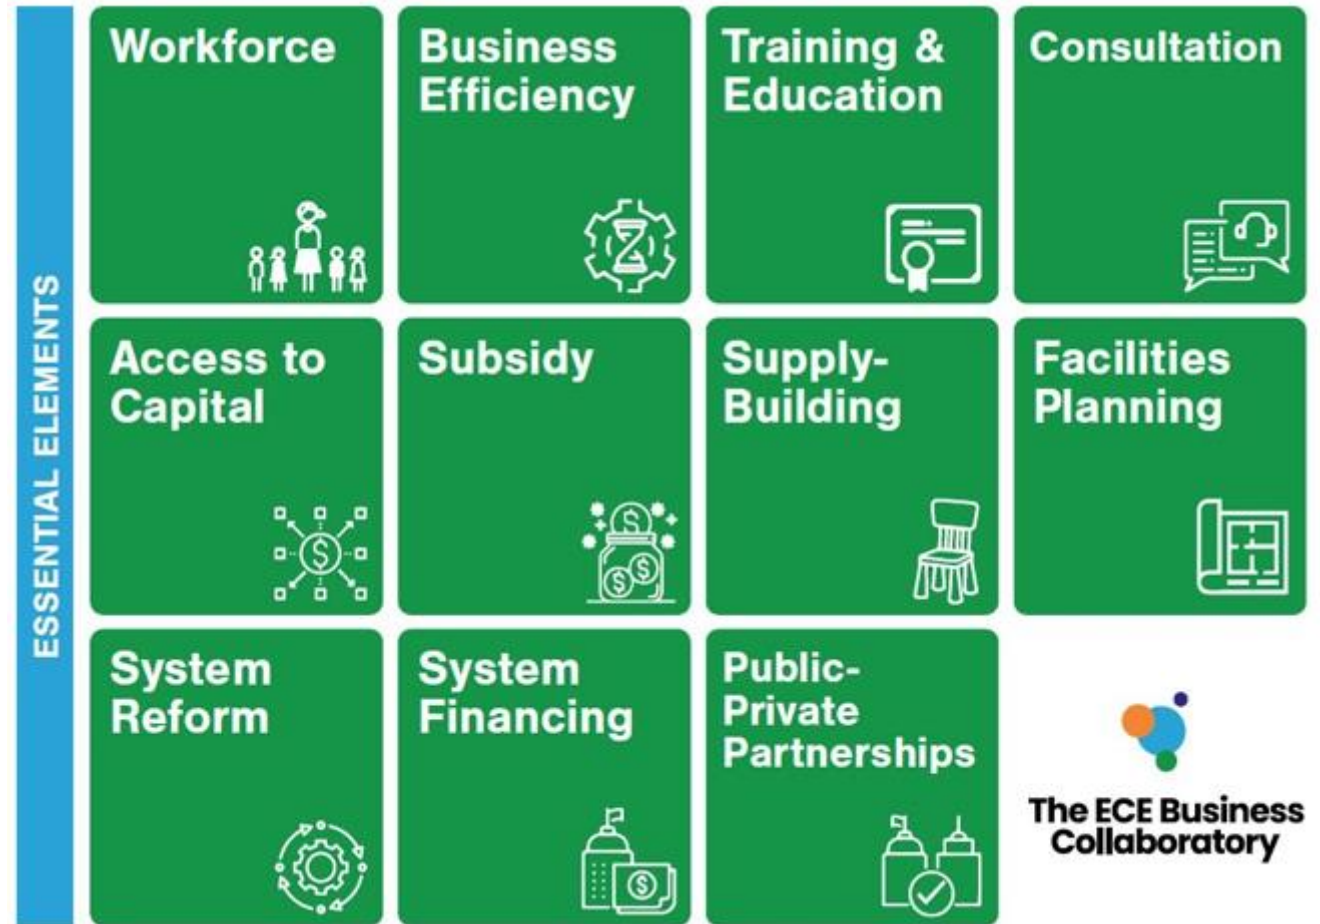 ESSENTIAL ELEMENTS
Workforce
Business
Efficiency
Training &
Education
Consultation
Access to
Capital
Subsidy
Supply-
Building
Facilities
Planning
System
Reform
System
Financing
Public-
Private
Partnerships
The ECE Business
Collaboratory